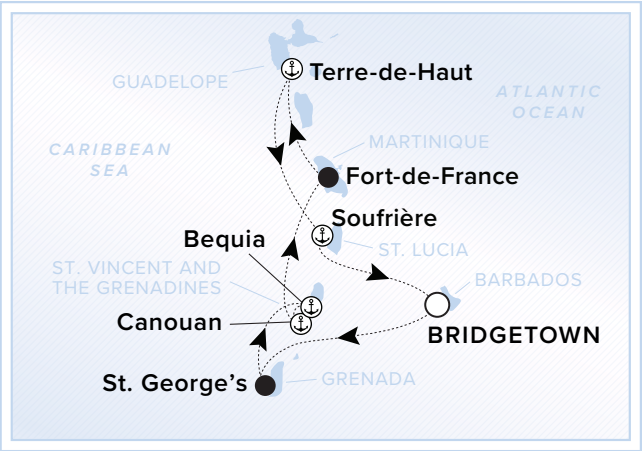 GUADELOPE
Terre-de-Haut
ATLANTIC
OCEAN
CARIBBEAN
SEA
MARTINIQUE
Fort-de-France
Soufrière
Bequia
ST. LUCIA
ST. VINCENT AND
THE GRENADINES
BARBADOS
Canouan
BRIDGETOWN
St. George’s
GRENADA